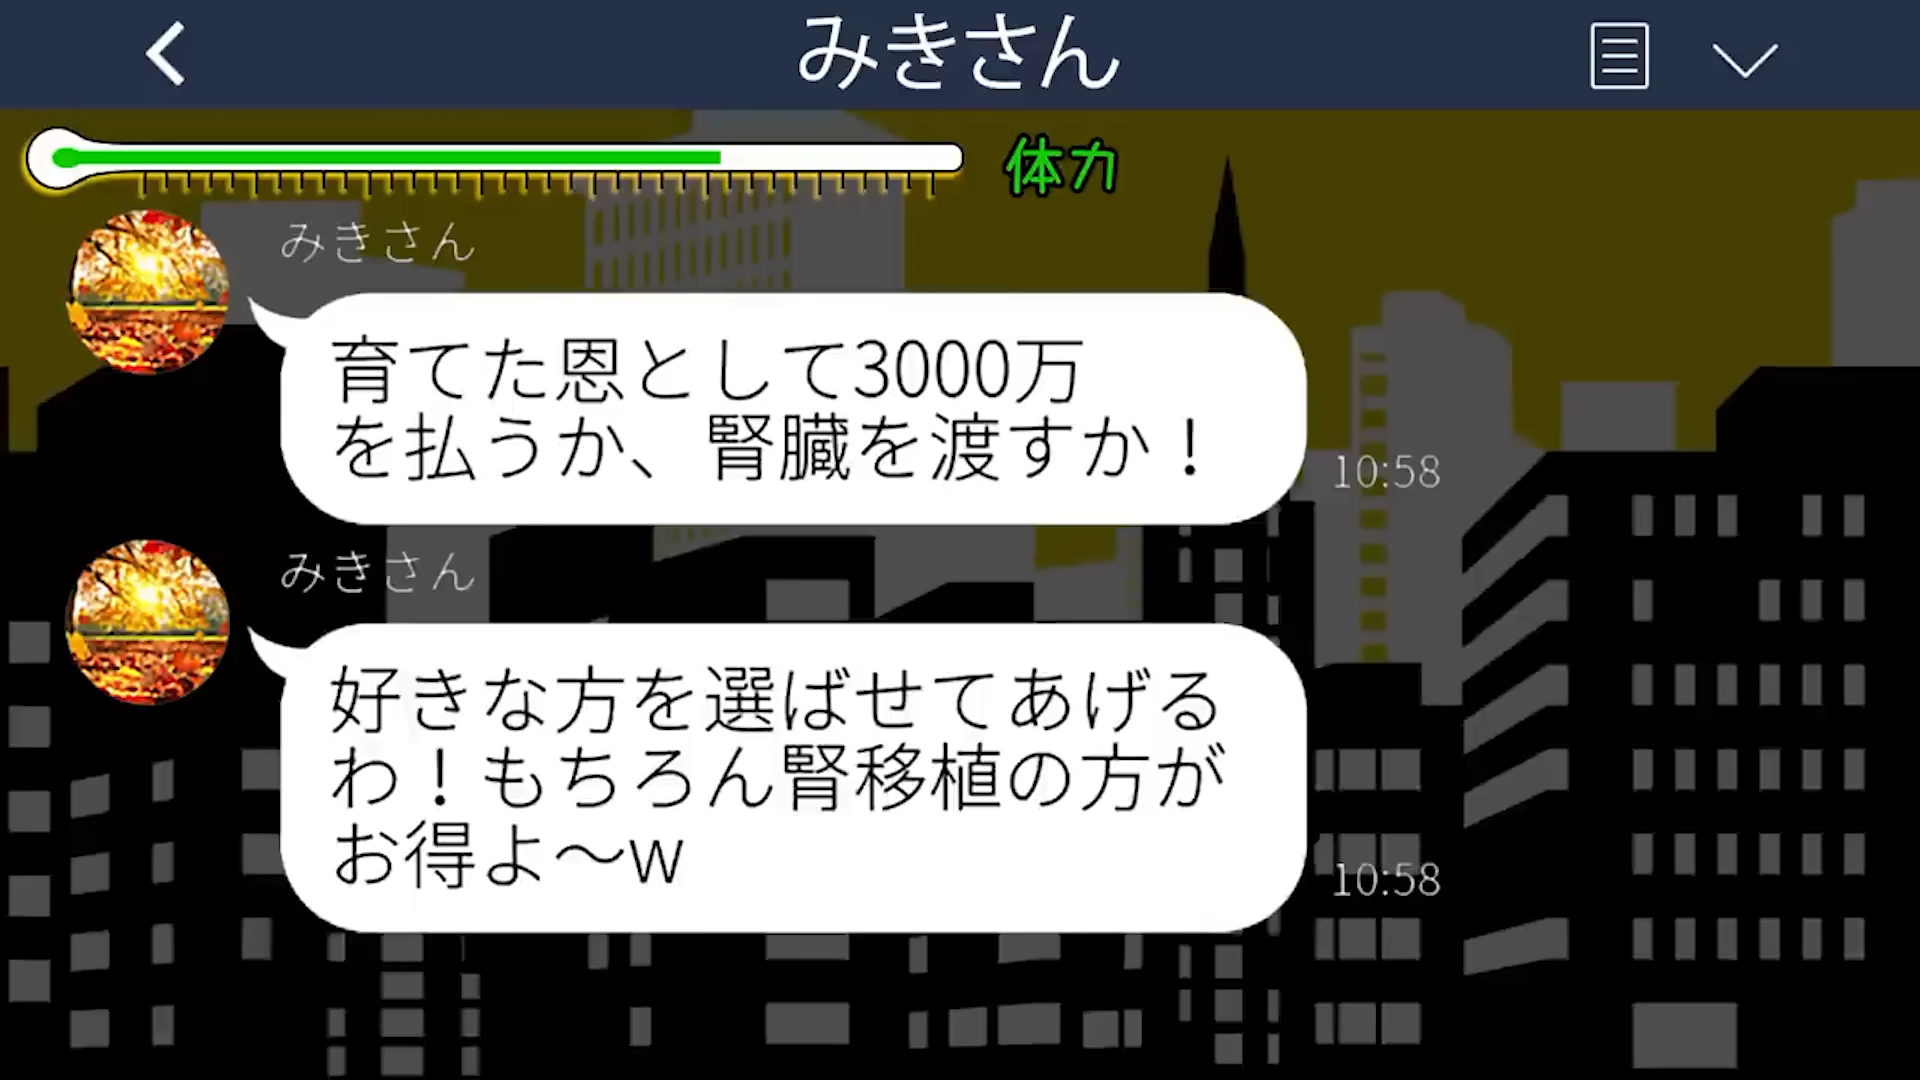 みきさん
体力
みきさん
育てた恩として3000万
を払うか、腎臓を渡すか！
10:58
みきさん
好きな方を選ばせてあげる
わ！もちろん腎移植の方が
お得よ～w
10:58